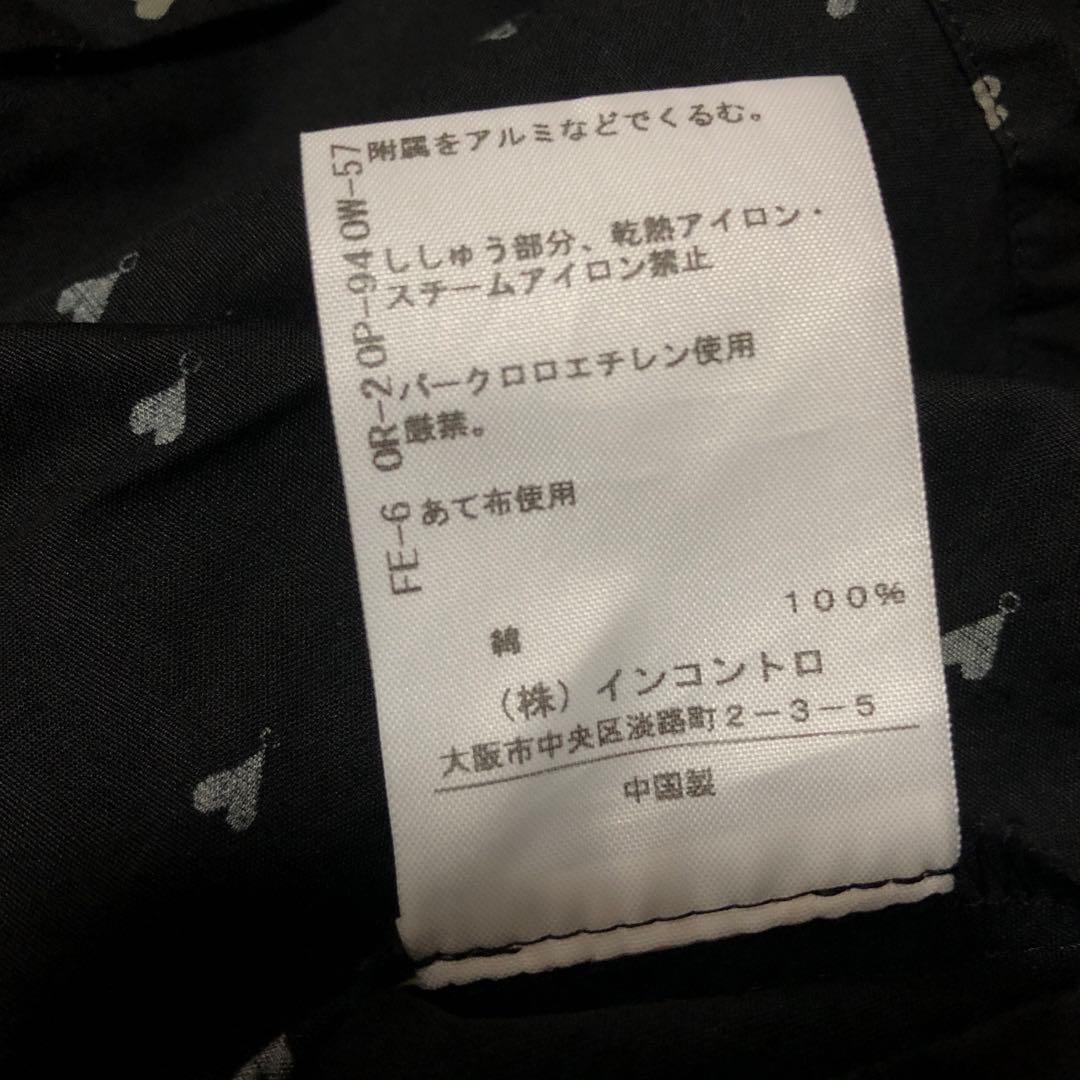 附属をアルミなどでくるむ。
ししゅう部分、乾熱アイロン・
スチームアイロン禁止
パークロロエチレン使用
厳禁。
あて布使用
綿 100%
（株）インコントロ
大阪市中央区淡路町2-3-5
中国製
FE-6 OR-2 OP-94 OW-57